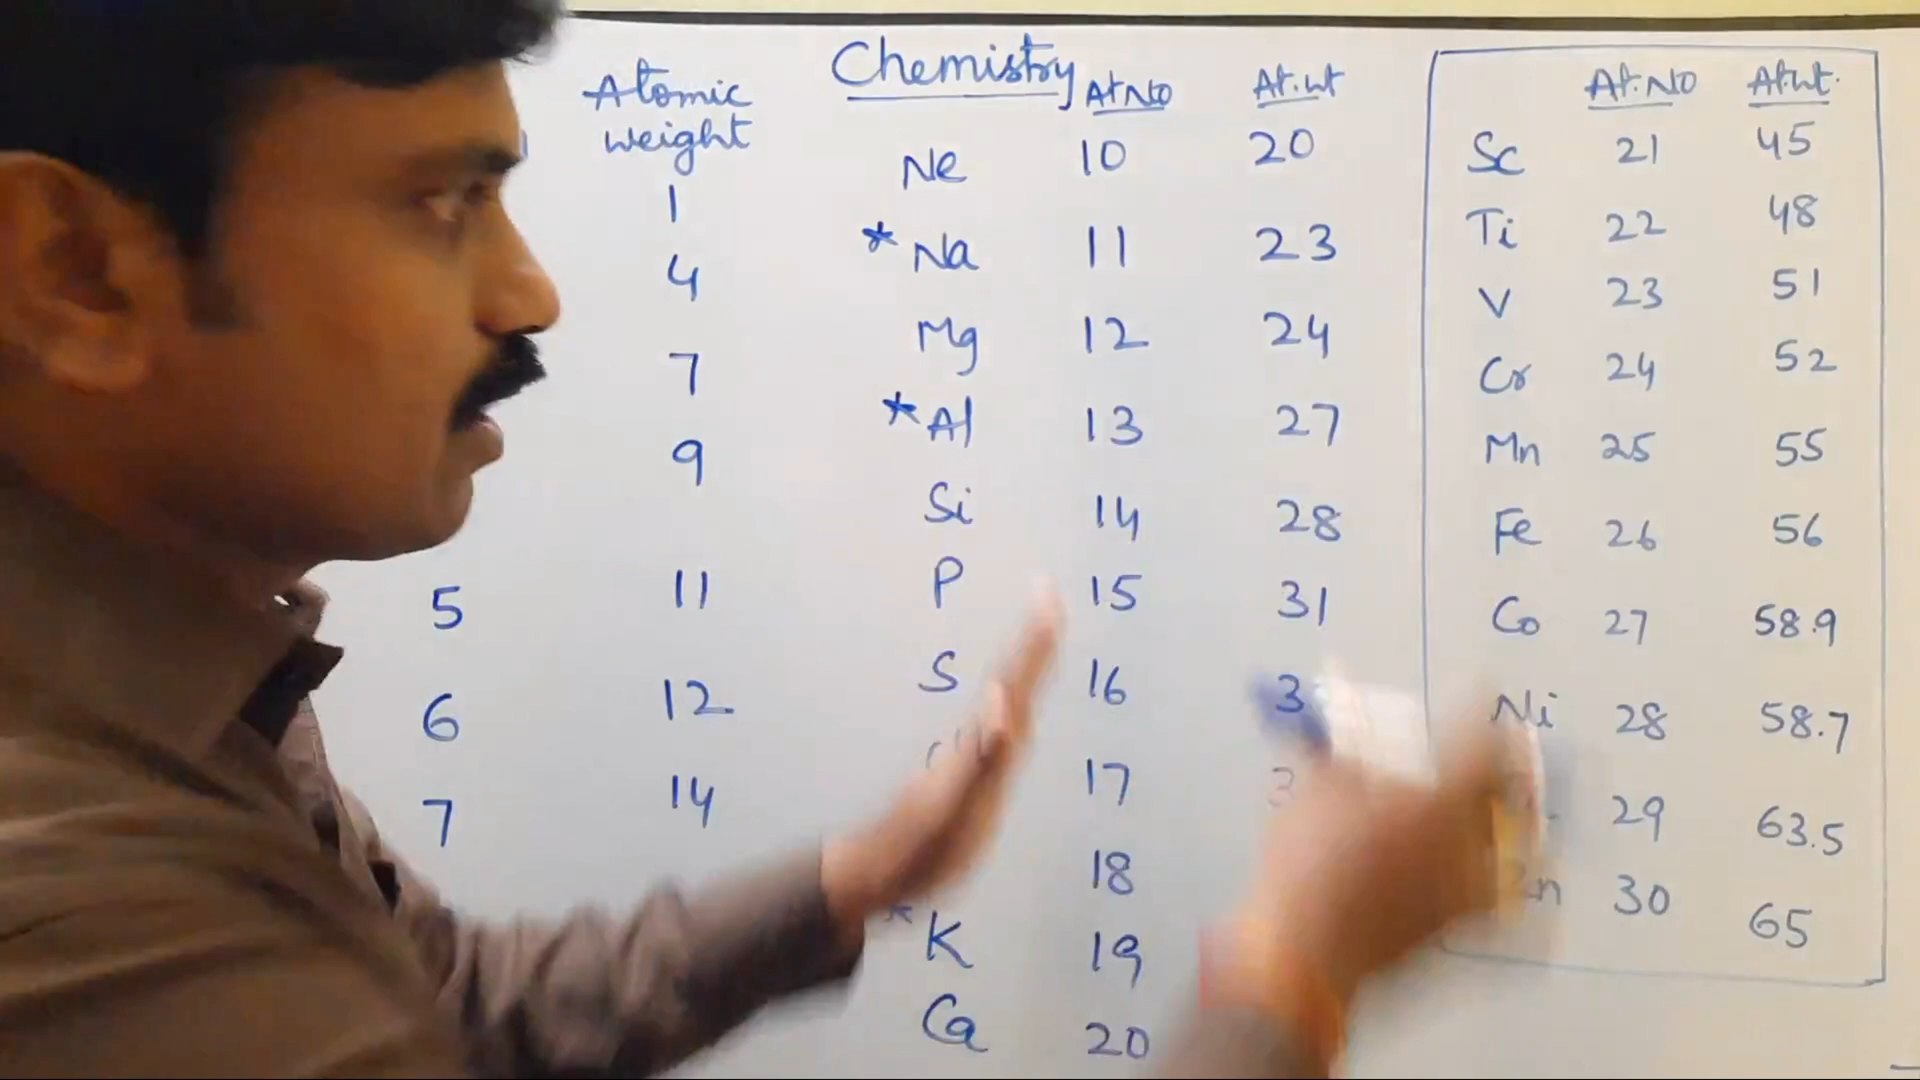 Chemistry
Atomic
weight
1
4
7
9
5 11
6 12
7 14
At.No At.wt
Ne 10 20
*Na 11 23
Mg 12 24
*Al 13 27
Si 14 28
P 15 31
S 16 3
17 3
18
*K 19
Ca 20
At.No At.wt.
Sc 21 45
Ti 22 48
V 23 51
Cr 24 52
Mn 25 55
Fe 26 56
Co 27 58.9
Ni 28 58.7
29 63.5
Zn 30 65